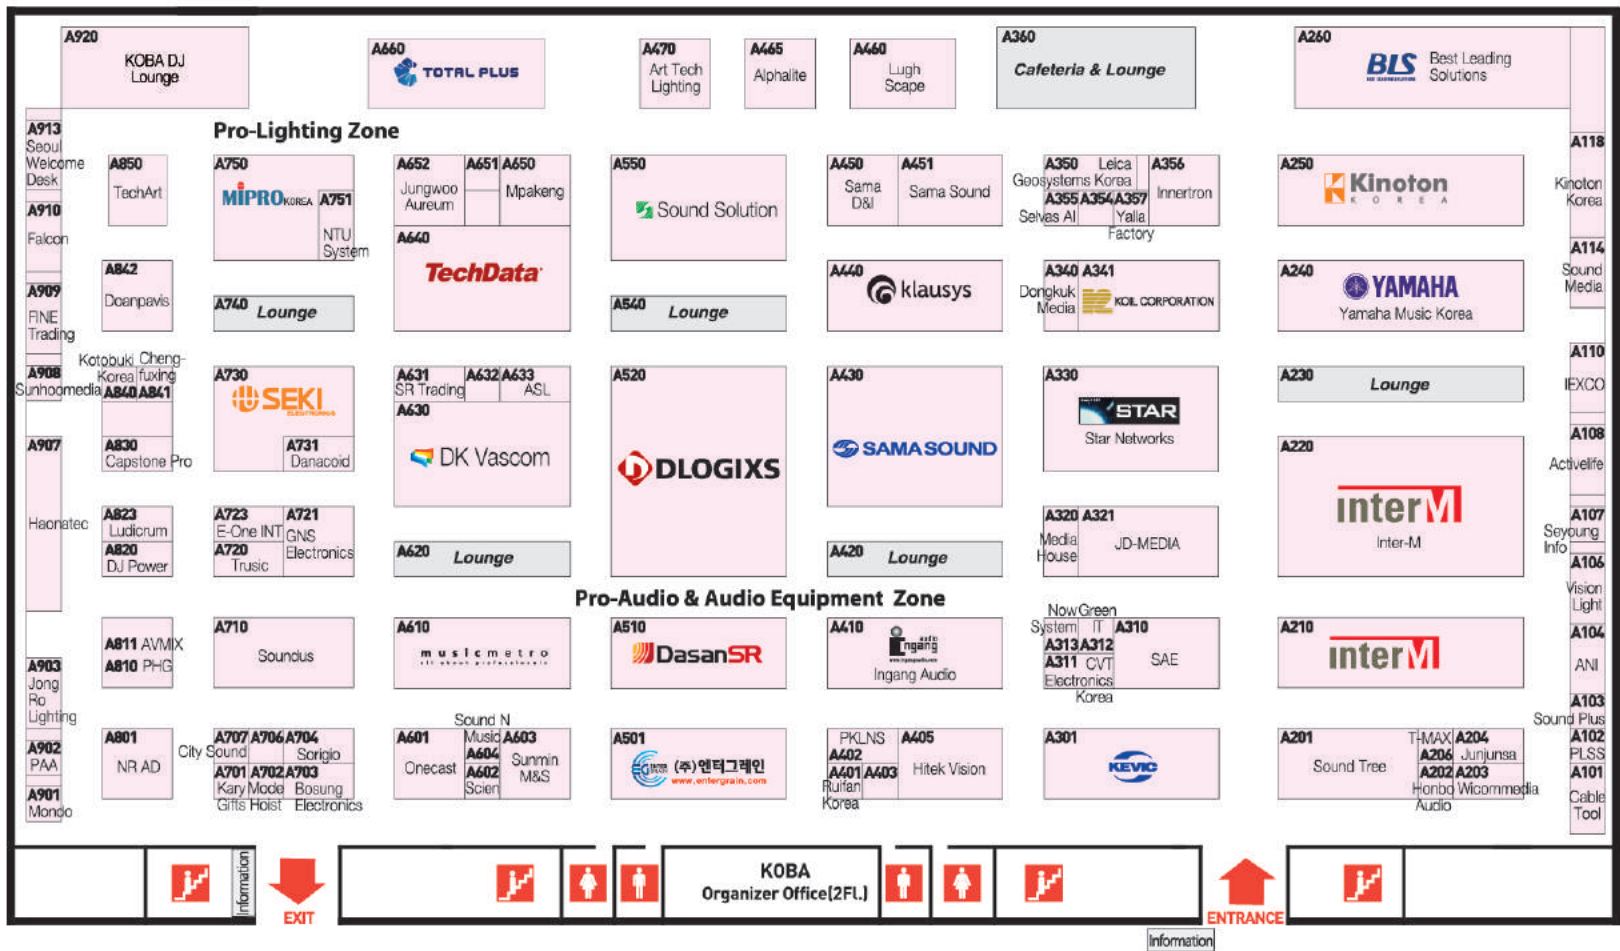 A920
KOBA DJ
Lounge
A660
TOTAL PLUS
A470
Art Tech
Lighting
A465
Alphalite
A460
Lugh
Scape
A360
Cafeteria & Lounge
A260
BLS
Best Leading
Solutions
Pro-Lighting Zone
A913
Seoul
Welcome
Desk
A910
Falcon
A909
FINE
Trading
A908
Sunhoomedia
A907
Haonatec
A903
Jong
Ro
Lighting
A902
PAA
A901
Mondo
A850
TechArt
A842
Doanpavis
Kotobuki
Korea
A840
Cheng-
fuxing
A841
A830
Capstone Pro
A823
Ludicrum
A820
DJ Power
A811 AVMIX
A810 PHG
A801
NR AD
A750
MIPRO KOREA
A751
NTU
System
A740
Lounge
A730
SEKI
ELECTRONICS
A731
Danacoid
A723
E-One INT
A721
GNS
Electronics
A720
Trusic
A710
Soundus
A707
City Sound
A706
A704
Sorigio
A701
Kary
Gifts
A702
Mode
Hoist
A703
Bosung
Electronics
A652
Jungwoo
Aureum
A651
A650
Mpakeng
A640
TechData
A631
SR Trading
A632
A633
ASL
A630
DK Vascom
A620
Lounge
Pro-Audio & Audio Equipment Zone
A610
musicmetro
all about professionals
A601
Onecast
Sound N
Music
A604
A602
Scien
A603
Sunmin
M&S
A550
Sound Solution
A540
Lounge
A520
DLOGIXS
A510
DasanSR
A501
(주)엔터그레인
www.entergrain.com
A450
Sama
D&I
A451
Sama Sound
A440
klausys
A430
SAMASOUND
A420
Lounge
A410
audio
Ingang
www.ingangaudio.com
Ingang Audio
PKLNS
A402
A401
Ruifan
Korea
A403
A405
Hitek Vision
A350 Leica
Geosystems Korea
A356
Innertron
A355
Selvas AI
A354
A357
Yalla
Factory
A340
Dongkuk
Media
A341
KOIL CORPORATION
A330
STAR
Star Networks
A320
Media
House
A321
JD-MEDIA
Now
System
A313
Green
IT
A312
A310
SAE
A311 CVT
Electronics
Korea
A301
KEVIC
A250
Kinoton
KOREA
A240
YAMAHA
Yamaha Music Korea
A230
Lounge
A220
interM
Inter-M
A210
interM
A201
Sound Tree
T-MAX
A206
A204
Junjunsa
A202
Honbo
Audio
A203
Wicommedia
A118
Kinoton
Korea
A114
Sound
Media
A110
IEXCO
A108
Activelife
A107
Seyoung
Info
A106
Vision
Light
A104
ANI
A103
Sound Plus
A102
PLSS
A101
Cable
Tool
Information
EXIT
KOBA
Organizer Office(2FL.)
ENTRANCE
Information